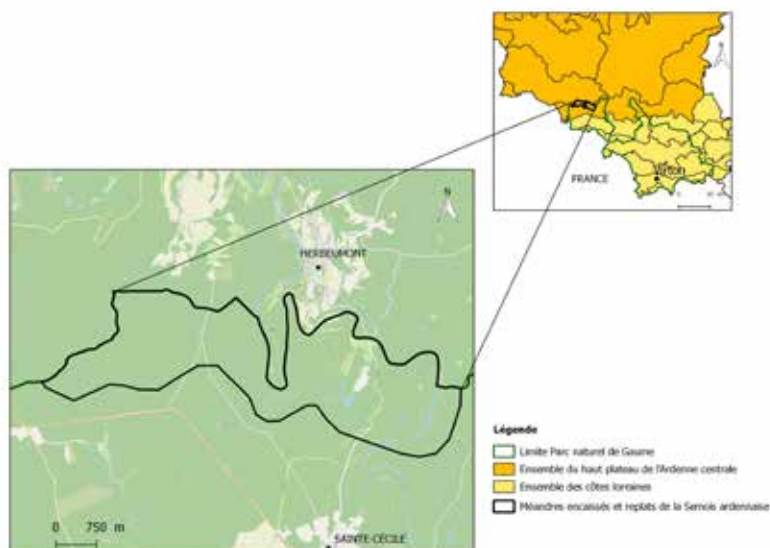 N
FRANCE
Virton
N
HERBEUMONT
0 750 m
SAINTE-CÉCILE
Légende
Limite Parc naturel de Gaume
Ensemble du haut plateau de l'Ardenne centrale
Ensemble des côtes lorraines
Méandres encaissés et replats de la Semois ardennaise